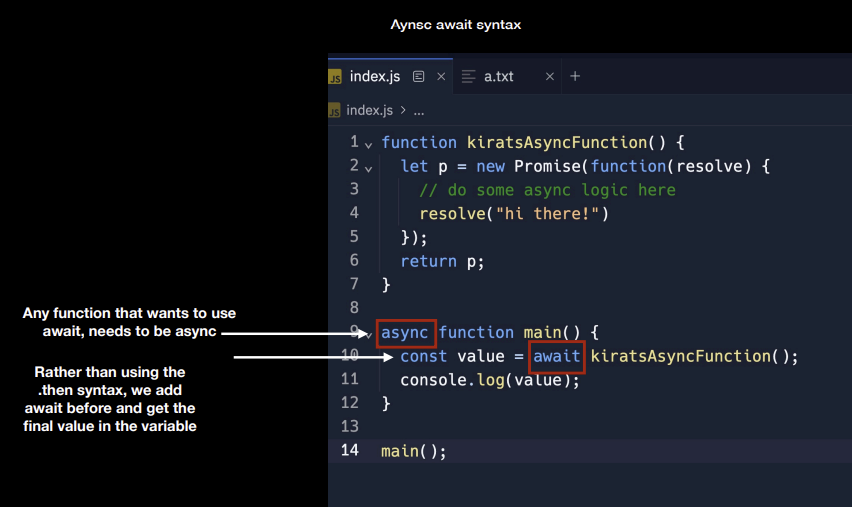 Aynsc await syntax
JS index.js × a.txt × +
JS index.js > ...
1 function kiratsAsyncFunction() {
2 let p = new Promise(function(resolve) {
3 // do some async logic here
4 resolve("hi there!")
5 });
6 return p;
7 }
8
9 async function main() {
10 const value = await kiratsAsyncFunction();
11 console.log(value);
12 }
13
14 main();
Any function that wants to use
await, needs to be async
Rather than using the
.then syntax, we add
await before and get the
final value in the variable